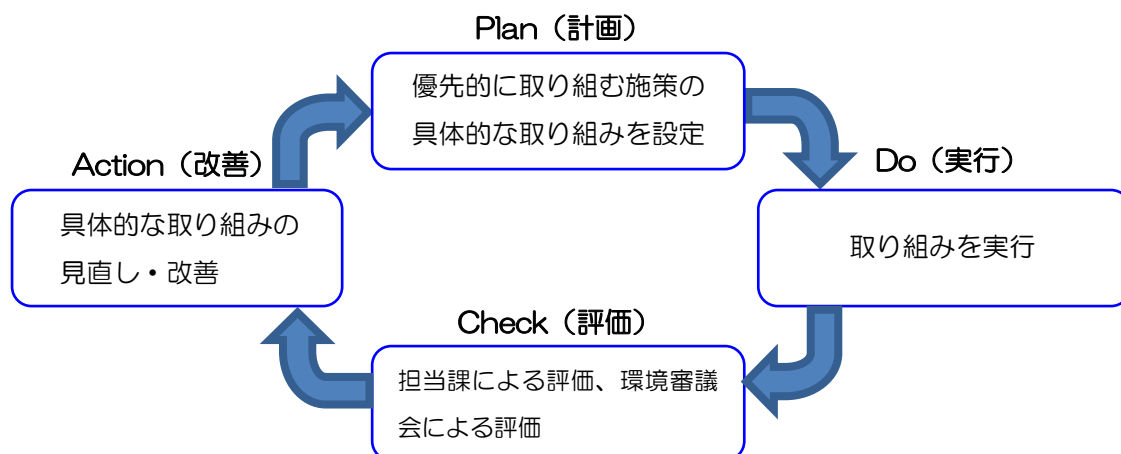 Plan（計画）
優先的に取り組む施策の
具体的な取り組みを設定
Do（実行）
取り組みを実行
Check（評価）
担当課による評価、環境審議
会による評価
Action（改善）
具体的な取り組みの
見直し・改善